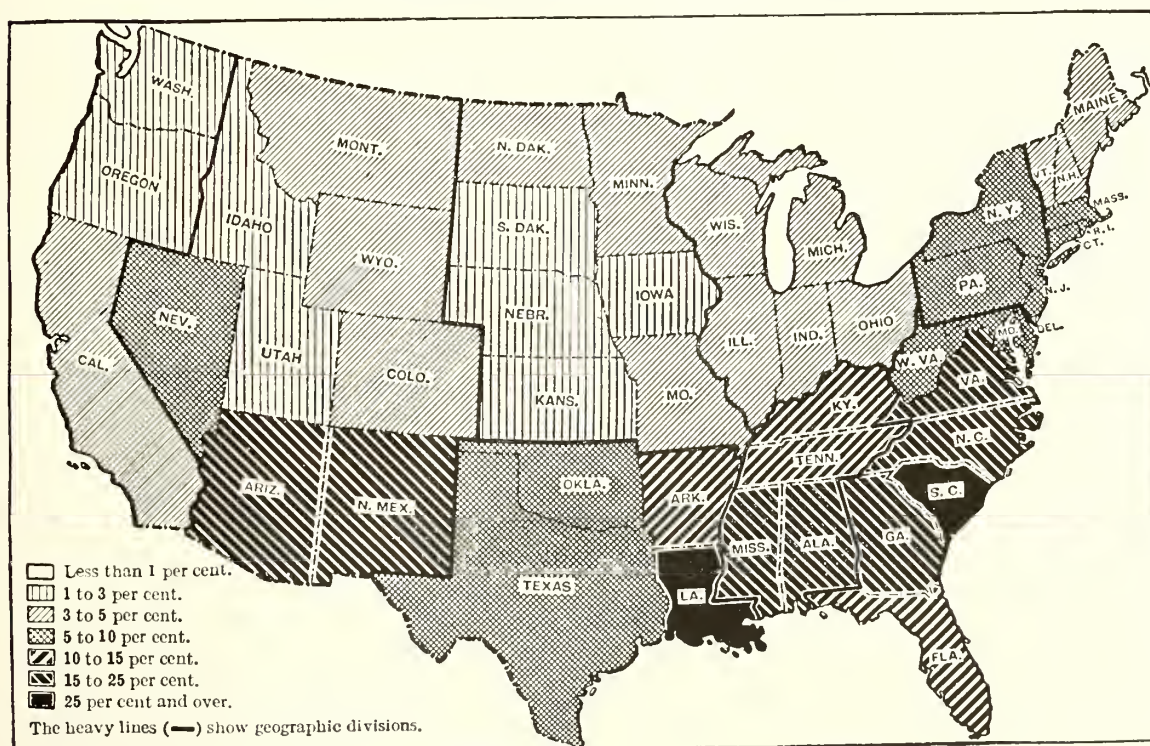 WASH.
OREGON
IDAHO
MONT.
N. DAK.
S. DAK.
WYO.
NEBR.
NEV.
UTAH
COLO.
KANS.
CAL.
ARIZ.
N. MEX.
OKLA.
TEXAS
MINN.
IOWA
MO.
ARK.
LA.
WIS.
MICH.
ILL.
IND.
OHIO
KY.
TENN.
MISS.
ALA.
GA.
FLA.
S. C.
N. C.
VA.
W. VA.
MD.
DEL.
PA.
N. J.
N. Y.
CT.
R. I.
MASS.
VT.
N.H.
MAINE
Less than 1 per cent.
1 to 3 per cent.
3 to 5 per cent.
5 to 10 per cent.
10 to 15 per cent.
15 to 25 per cent.
25 per cent and over.
The heavy lines (━) show geographic divisions.